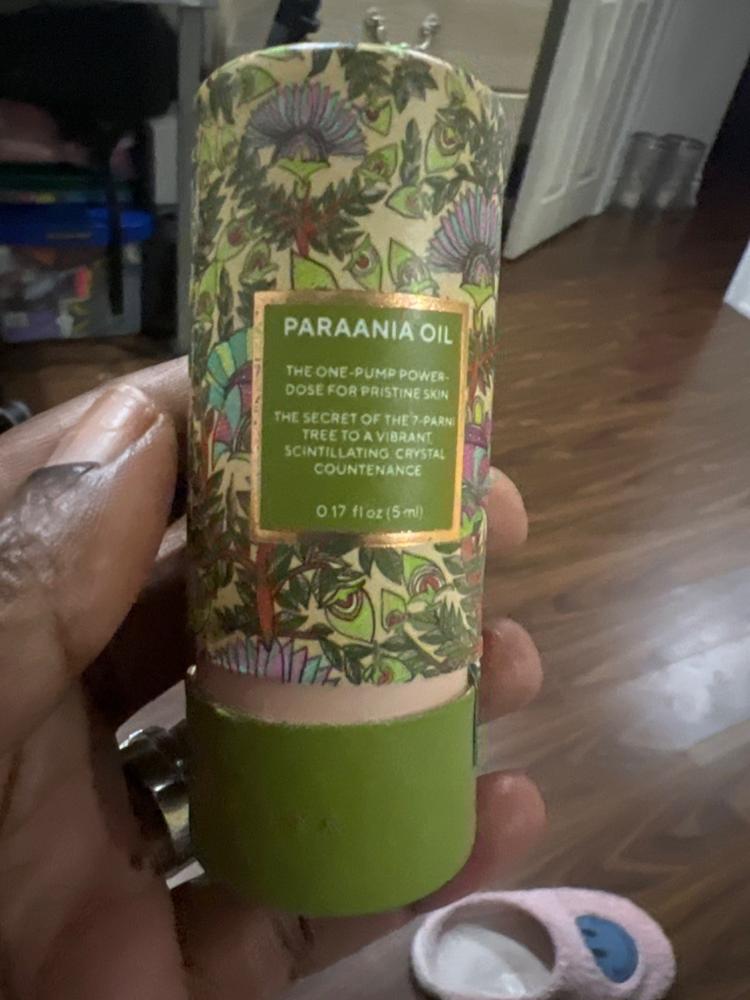 PARAANIA OIL
THE ONE-PUMP POWER-
DOSE FOR PRISTINE SKIN
THE SECRET OF THE 7-PARNI
TREE TO A VIBRANT
SCINTILLATING CRYSTAL
COUNTENANCE
0.17 fl oz (5 ml)